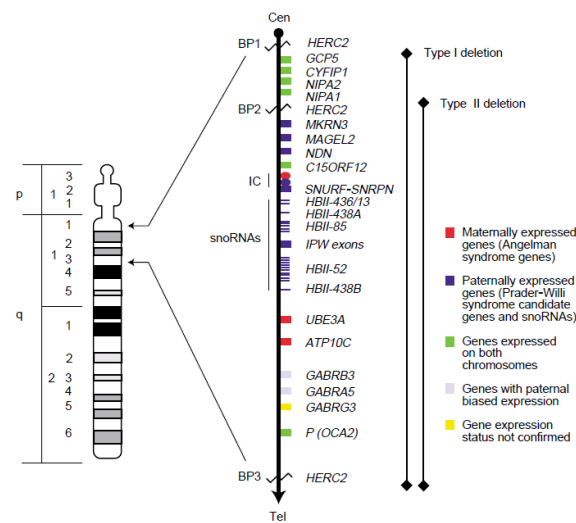 Cen
BP1
HERC2
GCP5
CYFIP1
NIPA2
NIPA1
BP2
HERC2
MKRN3
MAGEL2
NDN
C15ORF12
IC
SNURF-SNRPN
HBII-436/13
HBII-438A
HBII-85
snoRNAs
IPW exons
HBII-52
HBII-438B
UBE3A
ATP10C
GABRB3
GABRA5
GABRG3
P (OCA2)
BP3
HERC2
Tel
Type I deletion
Type II deletion
p
1
3
2
1
q
1
1
2
3
4
5
2
1
2
3
4
5
6
Maternally expressed
genes (Angelman
syndrome genes)
Paternally expressed
genes (Prader-Willi
syndrome candidate
genes and snoRNAs)
Genes expressed
on both
chromosomes
Genes with paternal
biased expression
Gene expression
status not confirmed